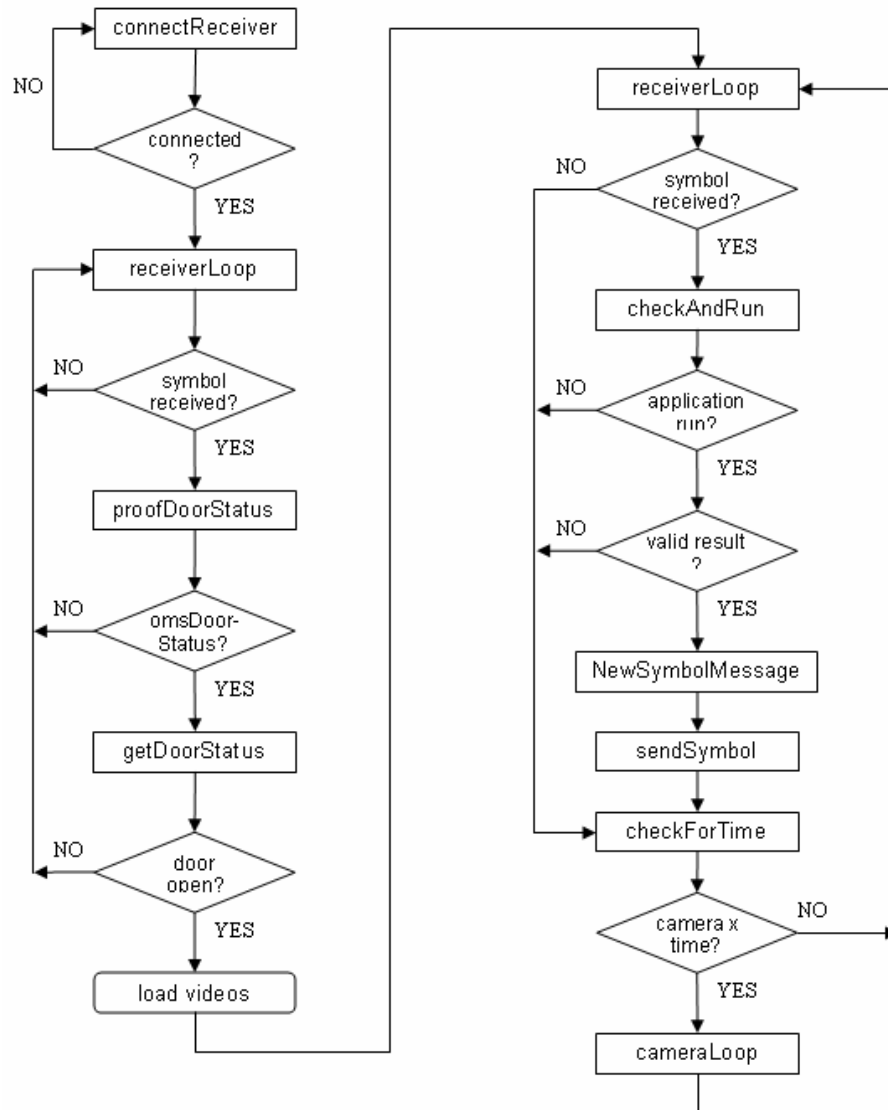 connectReceiver
NO
connected
?
YES
receiverLoop
NO
symbol
received?
YES
proofDoorStatus
NO
omsDoor-
Status?
YES
getDoorStatus
NO
door
open?
YES
load videos
receiverLoop
NO
symbol
received?
YES
checkAndRun
NO
application
run?
YES
NO
valid result
?
YES
NewSymbolMessage
sendSymbol
checkForTime
camera x
time?
NO
YES
cameraLoop